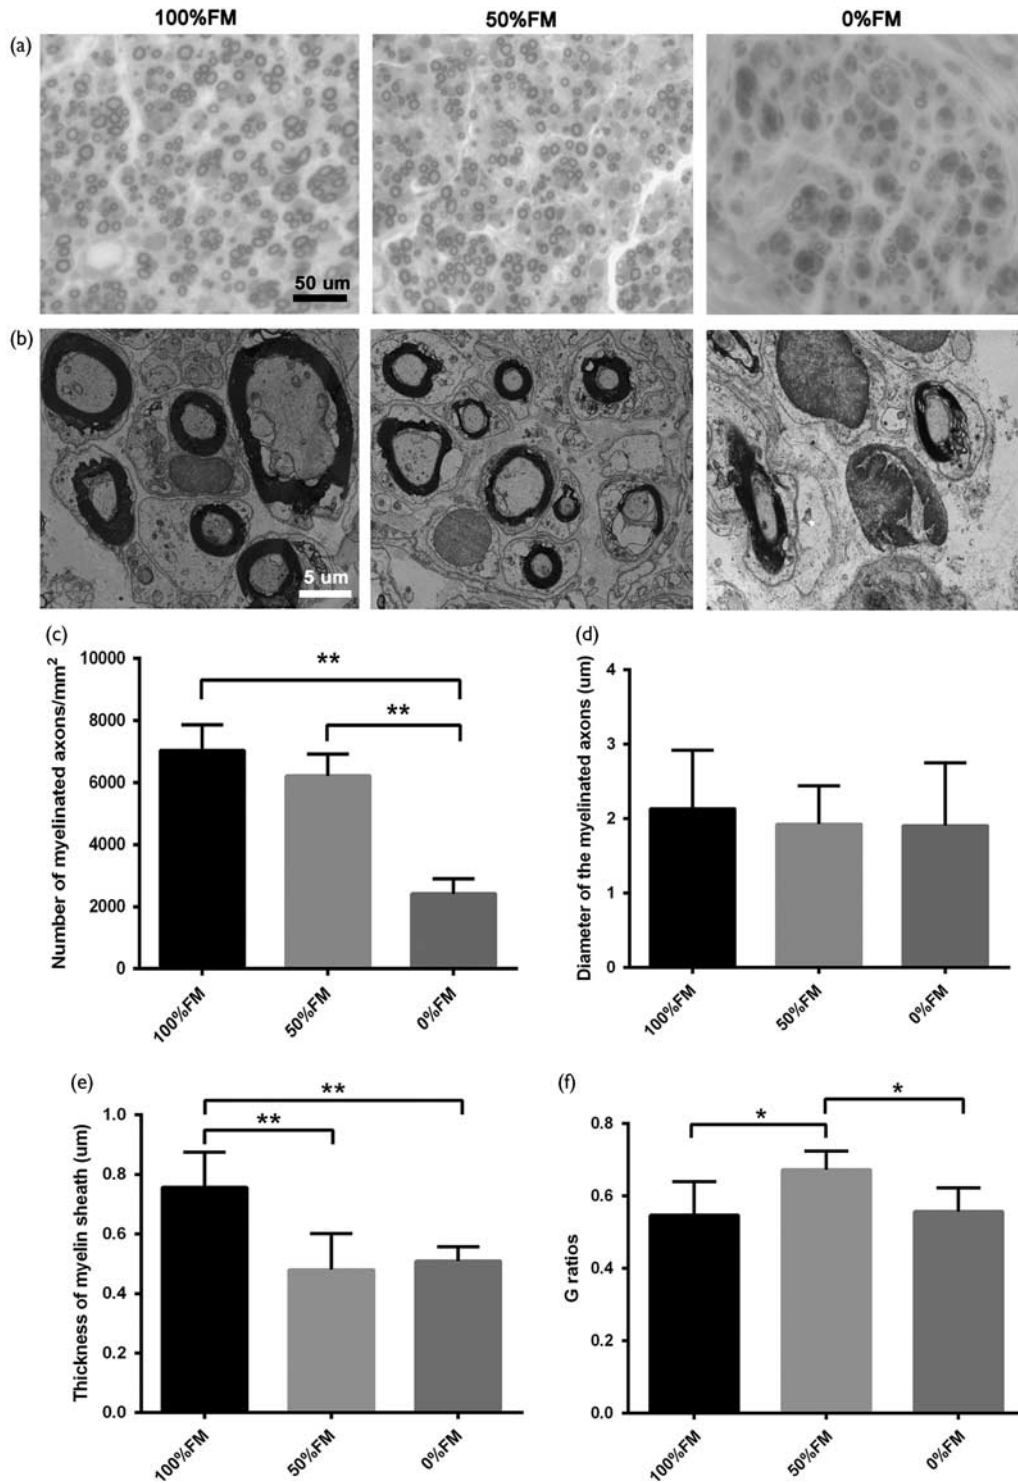 100%FM 50%FM 0%FM
(a)
50 um
(b)
5 um
(c)
Number of myelinated axons/mm²
10000
8000
6000
4000
2000
0
**
**
100%FM
50%FM
0%FM
(d)
Diameter of the myelinated axons (um)
4
3
2
1
0
100%FM
50%FM
0%FM
(e)
Thickness of myelin sheath (um)
1.0
0.8
0.6
0.4
0.2
0.0
**
**
100%FM
50%FM
0%FM
(f)
G ratios
0.8
0.6
0.4
0.2
0.0
*
*
100%FM
50%FM
0%FM